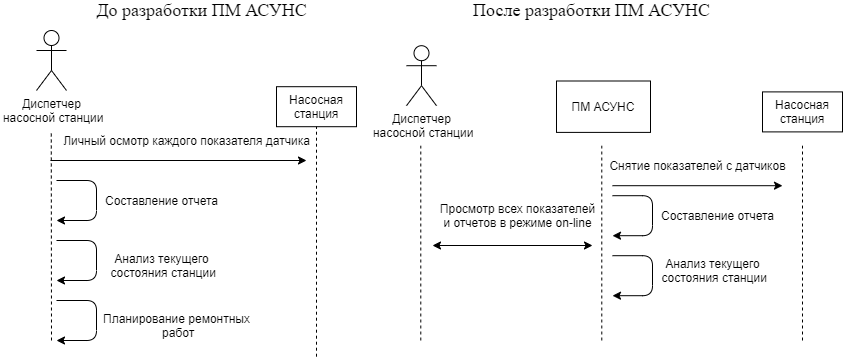 До разработки ПМ АСУНС
Диспетчер
насосной станции
Насосная
станция
Личный осмотр каждого показателя датчика
Составление отчета
Анализ текущего
состояния станции
Планирование ремонтных
работ
После разработки ПМ АСУНС
Диспетчер
насосной станции
ПМ АСУНС
Насосная
станция
Снятие показателей с датчиков
Просмотр всех показателей
и отчетов в режиме on-line
Составление отчета
Анализ текущего
состояния станции